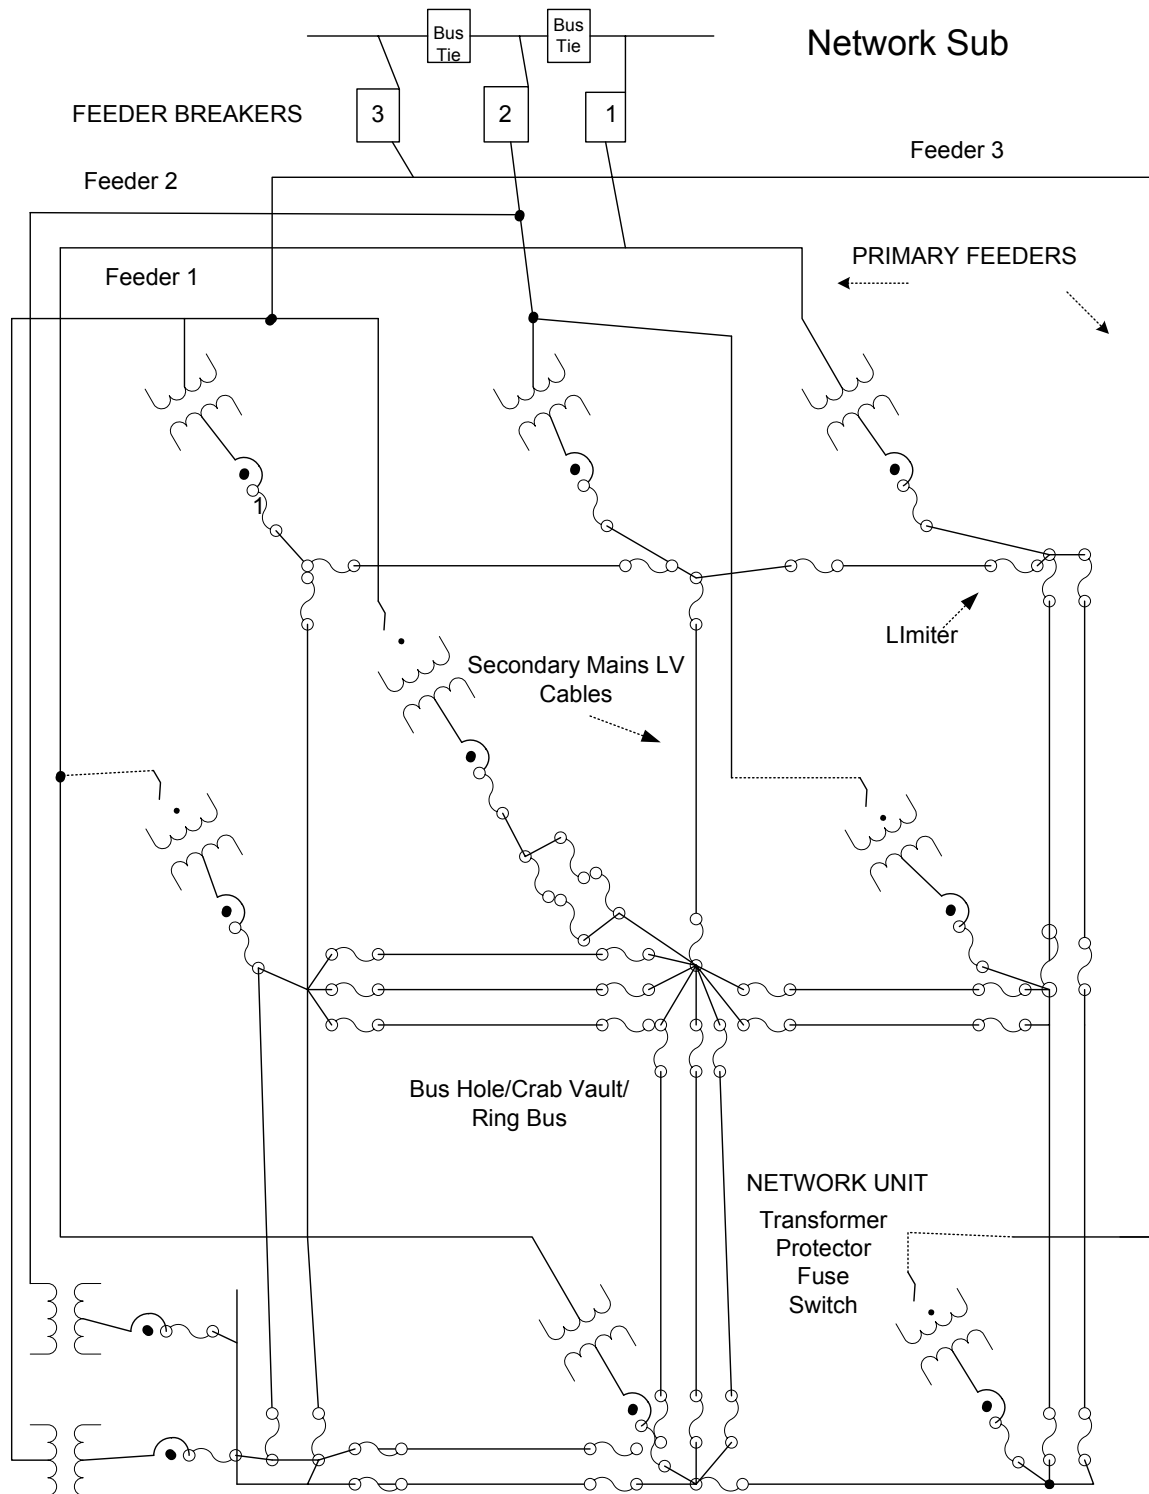 Bus
Tie
Bus
Tie
Network Sub
FEEDER BREAKERS
3
2
1
Feeder 3
Feeder 2
PRIMARY FEEDERS
Feeder 1
1
LImiter
Secondary Mains LV
Cables
Bus Hole/Crab Vault/
Ring Bus
NETWORK UNIT
Transformer
Protector
Fuse
Switch